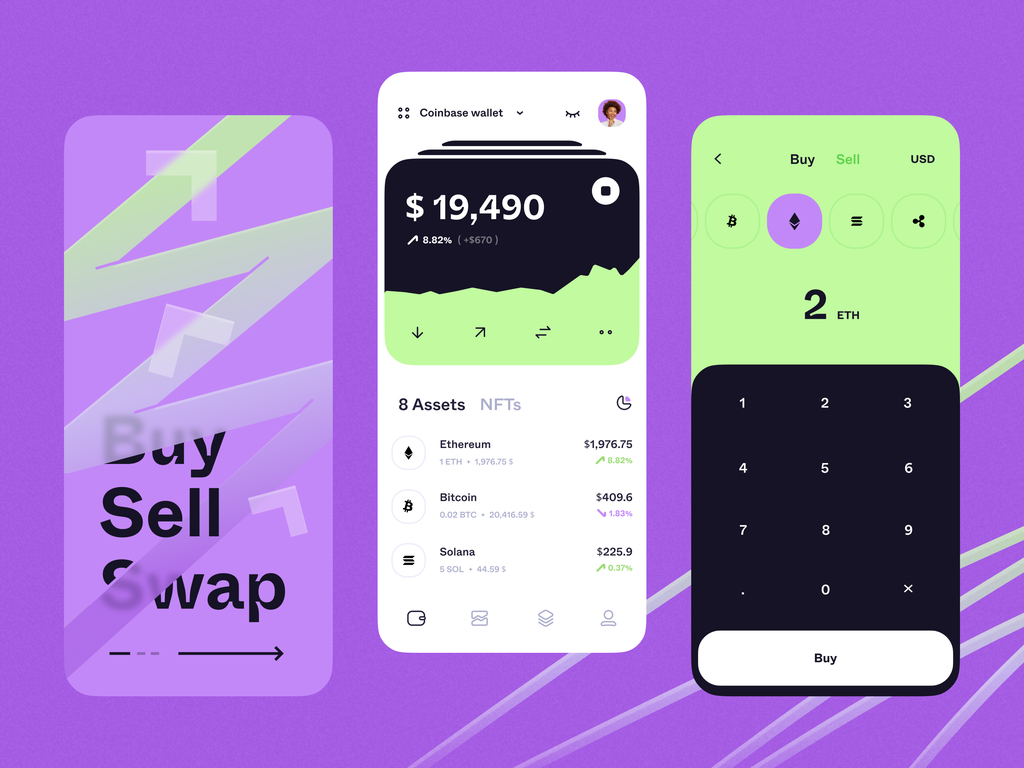 Buy
Sell
Swap
Coinbase wallet
$ 19,490
8.82% ( +$670 )
8 Assets NFTs
Ethereum $1,976.75
1 ETH • 1,976.75 $ 8.82%
Bitcoin $409.6
0.02 BTC • 20,416.59 $ 1.83%
Solana $225.9
5 SOL • 44.59 $ 0.37%
Buy Sell USD
2 ETH
1 2 3
4 5 6
7 8 9
. 0 ×
Buy